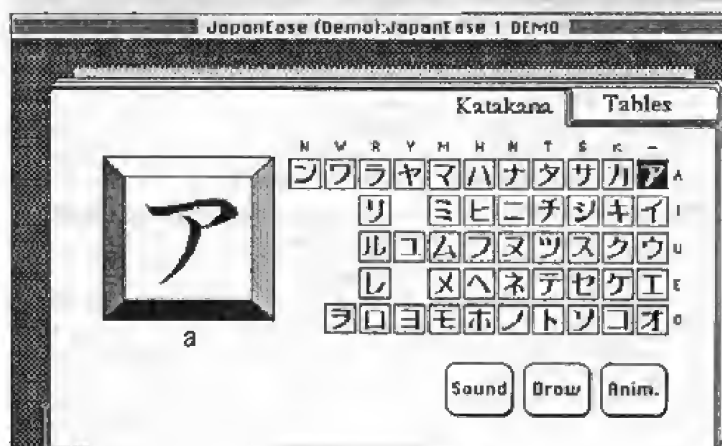 JapanEase (Demo):JapanEase 1 DEMO
Katakana Tables
N W R Y M H N T S K –
ン ワ ラ ヤ マ ハ ナ タ サ カ ア A
リ ミ ヒ ニ チ シ キ イ I
ル ユ ム フ ヌ ツ ス ク ウ U
レ メ ヘ ネ テ セ ケ エ E
ヲ ロ ヨ モ ホ ノ ト ソ コ オ O
ア
a
Sound Draw Anim.